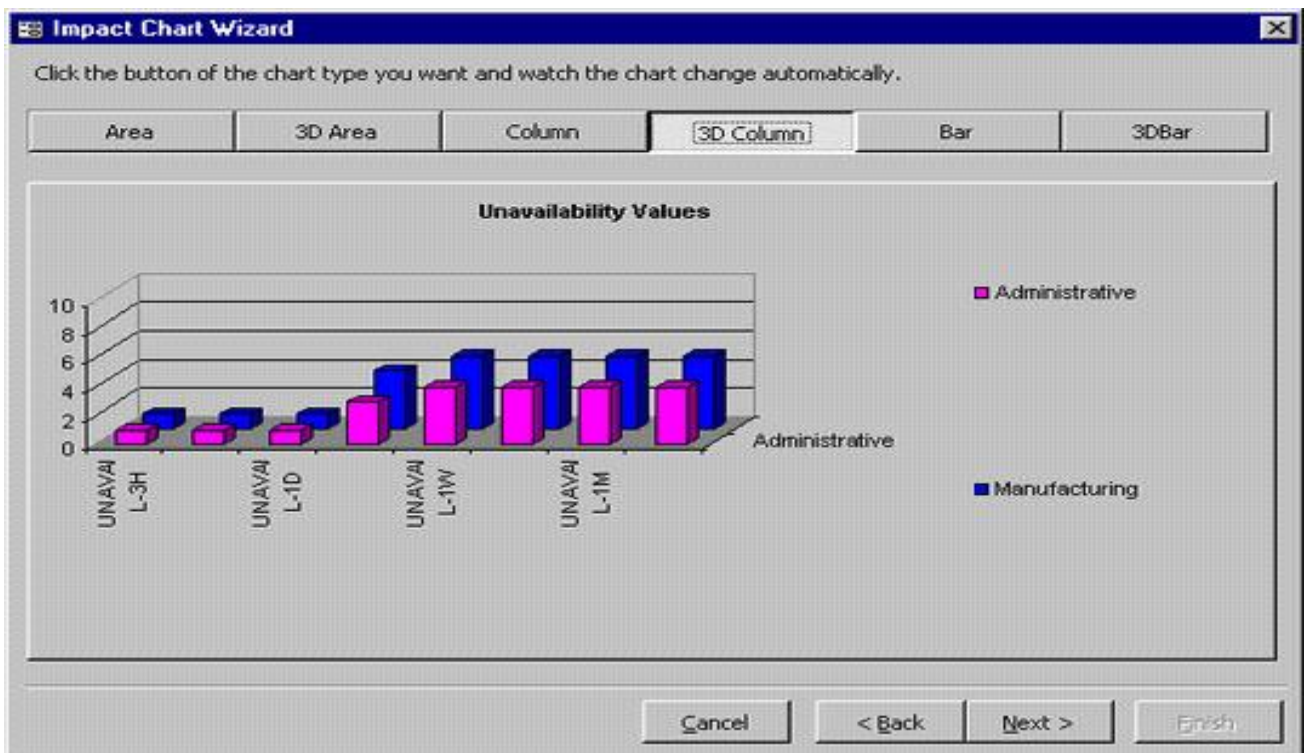 Impact Chart Wizard
Click the button of the chart type you want and watch the chart change automatically.
Area 3D Area Column 3D Column Bar 3DBar
Unavailability Values
10
8
6
4
2
0
Administrative
Administrative
Manufacturing
UNAVAI
L-3H
UNAVAI
L-1D
UNAVAI
L-1W
UNAVAI
L-1M
Cancel < Back Next > Finish